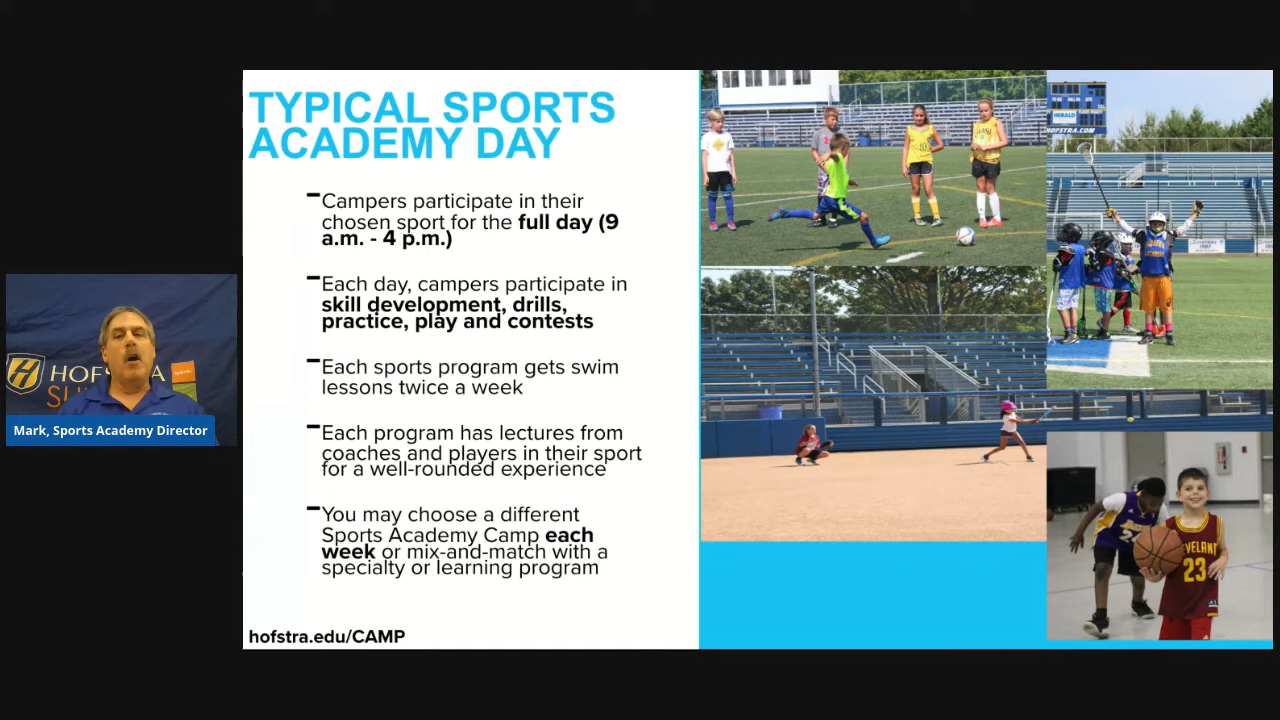 TYPICAL SPORTS
ACADEMY DAY
Campers participate in their
chosen sport for the full day (9
a.m. - 4 p.m.)
Each day, campers participate in
skill development, drills,
practice, play and contests
Each sports program gets swim
lessons twice a week
Each program has lectures from
coaches and players in their sport
for a well-rounded experience
You may choose a different
Sports Academy Camp each
week or mix-and-match with a
specialty or learning program
hofstra.edu/CAMP
Mark, Sports Academy Director
HERALD
HOFSTRA.COM
23